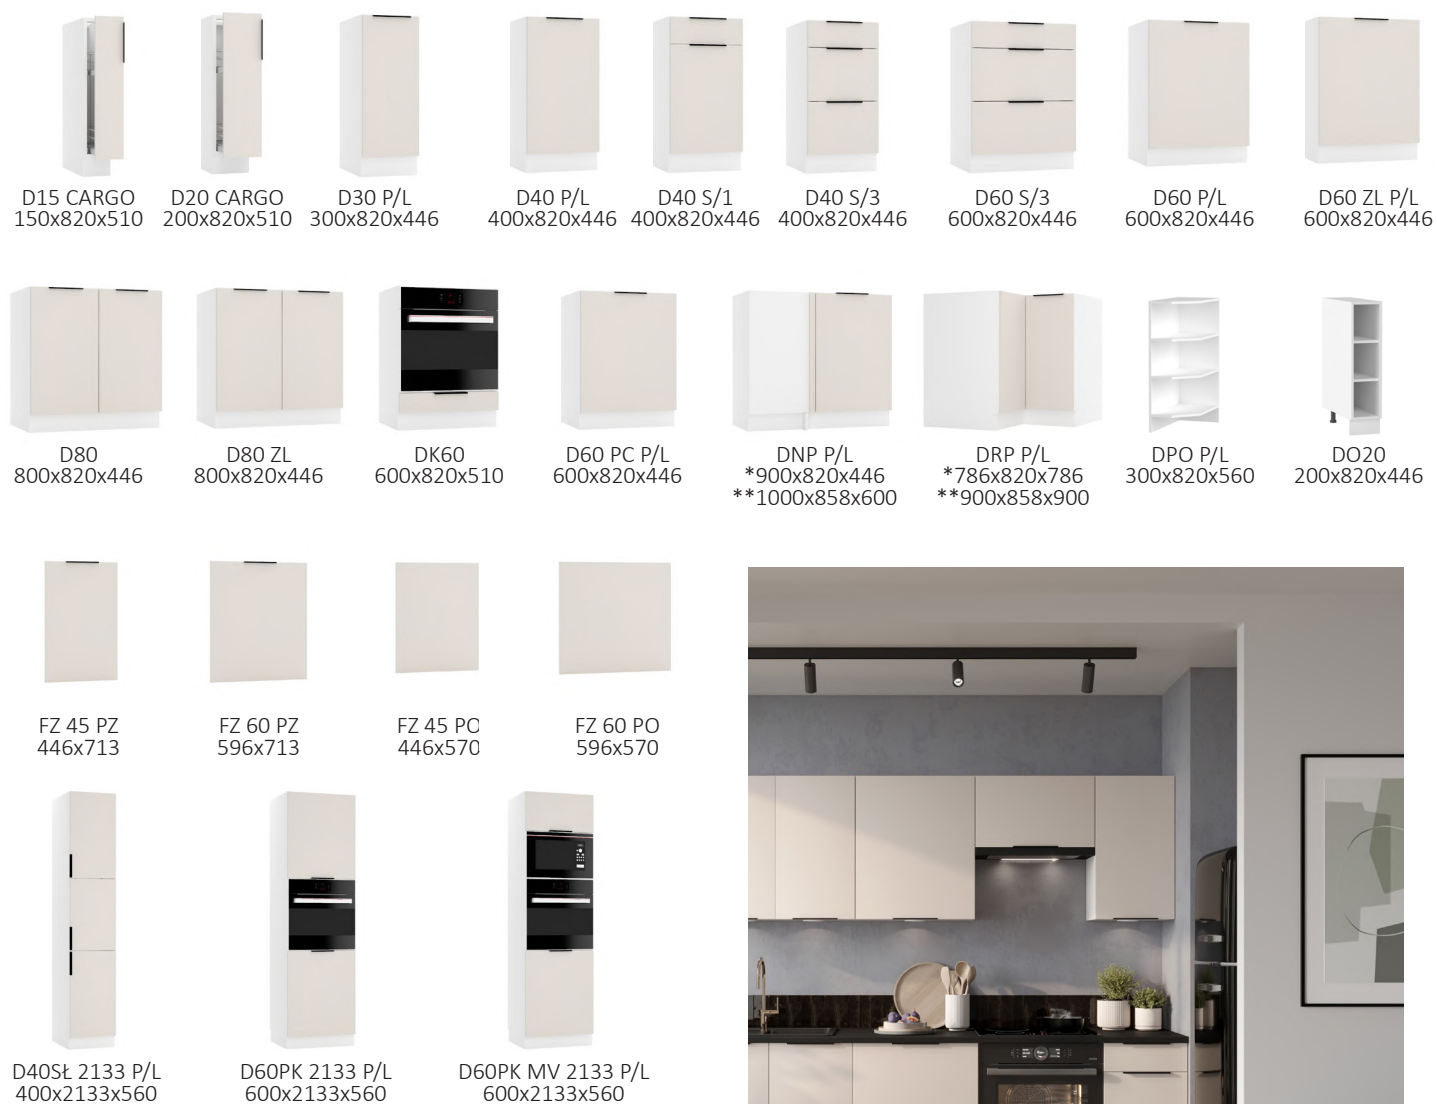 D15 CARGO
150x820x510
D20 CARGO
200x820x510
D30 P/L
300x820x446
D40 P/L
400x820x446
D40 S/1
400x820x446
D40 S/3
400x820x446
D60 S/3
600x820x446
D60 P/L
600x820x446
D60 ZL P/L
600x820x446
D80
800x820x446
D80 ZL
800x820x446
DK60
600x820x510
D60 PC P/L
600x820x446
DNP P/L
*900x820x446
**1000x858x600
DRP P/L
*786x820x786
**900x858x900
DPO P/L
300x820x560
DO20
200x820x446
FZ 45 PZ
446x713
FZ 60 PZ
596x713
FZ 45 PO
446x570
FZ 60 PO
596x570
D40SŁ 2133 P/L
400x2133x560
D60PK 2133 P/L
600x2133x560
D60PK MV 2133 P/L
600x2133x560